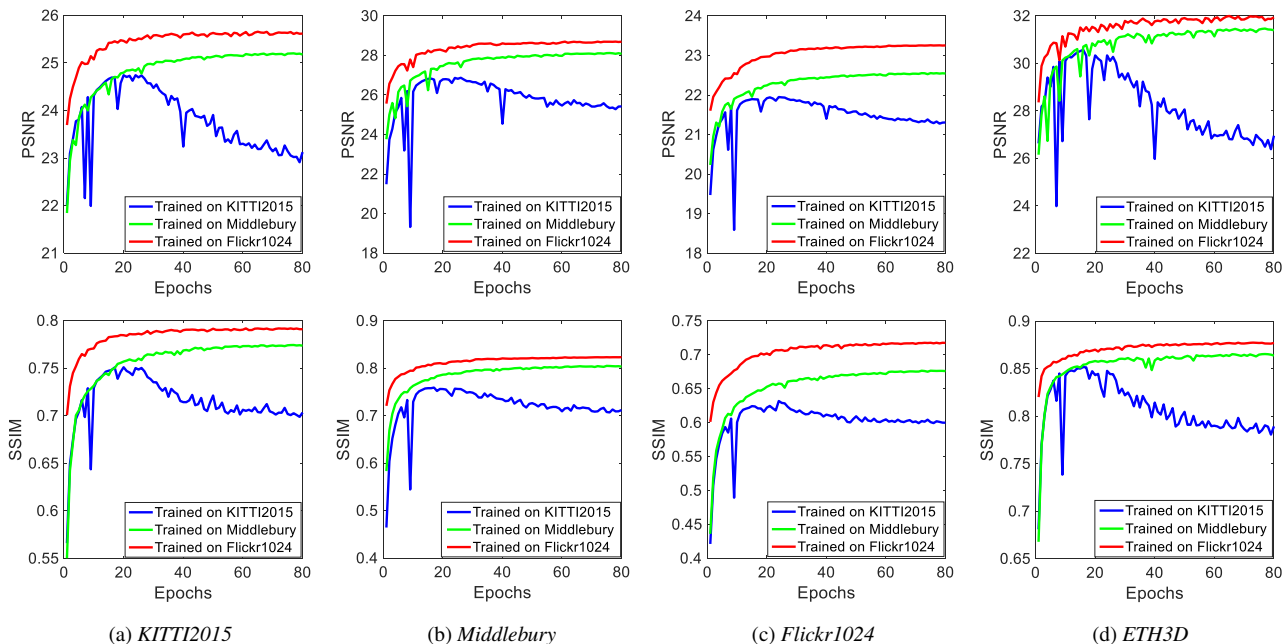 26
25
24
23
22
21
PSNR
0 20 40 60 80
Epochs
Trained on KITTI2015
Trained on Middlebury
Trained on Flickr1024
30
28
26
24
22
20
18
PSNR
0 20 40 60 80
Epochs
Trained on KITTI2015
Trained on Middlebury
Trained on Flickr1024
24
23
22
21
20
19
18
PSNR
0 20 40 60 80
Epochs
Trained on KITTI2015
Trained on Middlebury
Trained on Flickr1024
32
30
28
26
24
22
PSNR
0 20 40 60 80
Epochs
Trained on KITTI2015
Trained on Middlebury
Trained on Flickr1024
0.8
0.75
0.7
0.65
0.6
0.55
SSIM
0 20 40 60 80
Epochs
Trained on KITTI2015
Trained on Middlebury
Trained on Flickr1024
0.9
0.8
0.7
0.6
0.5
0.4
SSIM
0 20 40 60 80
Epochs
Trained on KITTI2015
Trained on Middlebury
Trained on Flickr1024
0.75
0.7
0.65
0.6
0.55
0.5
0.45
0.4
SSIM
0 20 40 60 80
Epochs
Trained on KITTI2015
Trained on Middlebury
Trained on Flickr1024
0.9
0.85
0.8
0.75
0.7
0.65
SSIM
0 20 40 60 80
Epochs
Trained on KITTI2015
Trained on Middlebury
Trained on Flickr1024
(a) KITTI2015
(b) Middlebury
(c) Flickr1024
(d) ETH3D